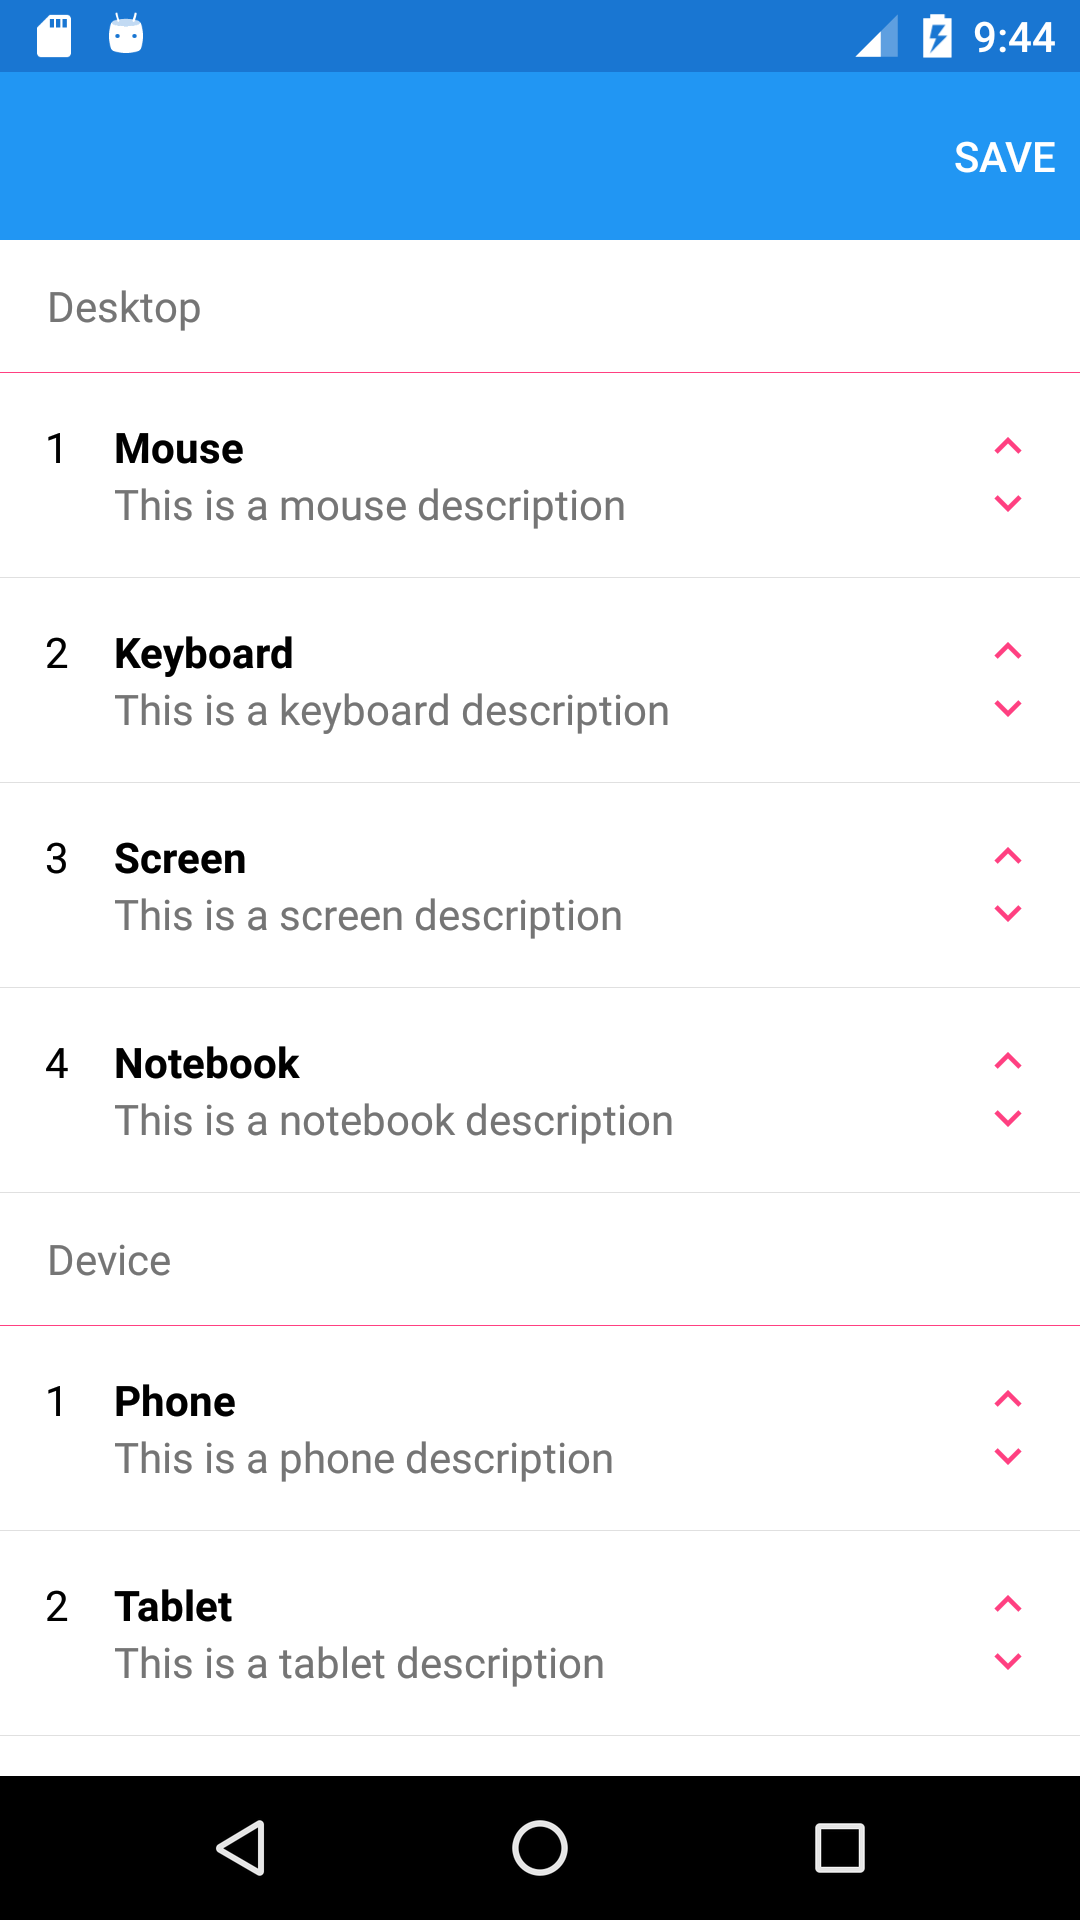 9:44
SAVE
Desktop
1 Mouse
This is a mouse description
2 Keyboard
This is a keyboard description
3 Screen
This is a screen description
4 Notebook
This is a notebook description
Device
1 Phone
This is a phone description
2 Tablet
This is a tablet description